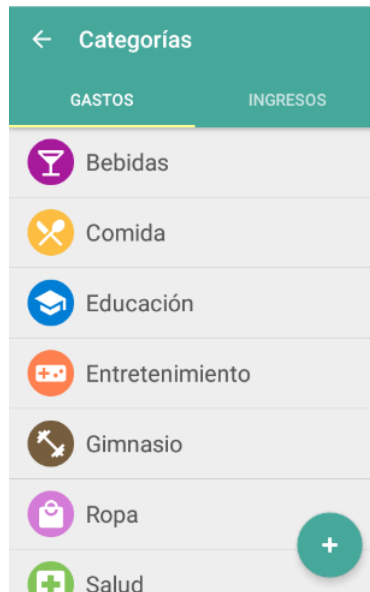 Categorías
GASTOS INGRESOS
Bebidas
Comida
Educación
Entretenimiento
Gimnasio
Ropa
Salud